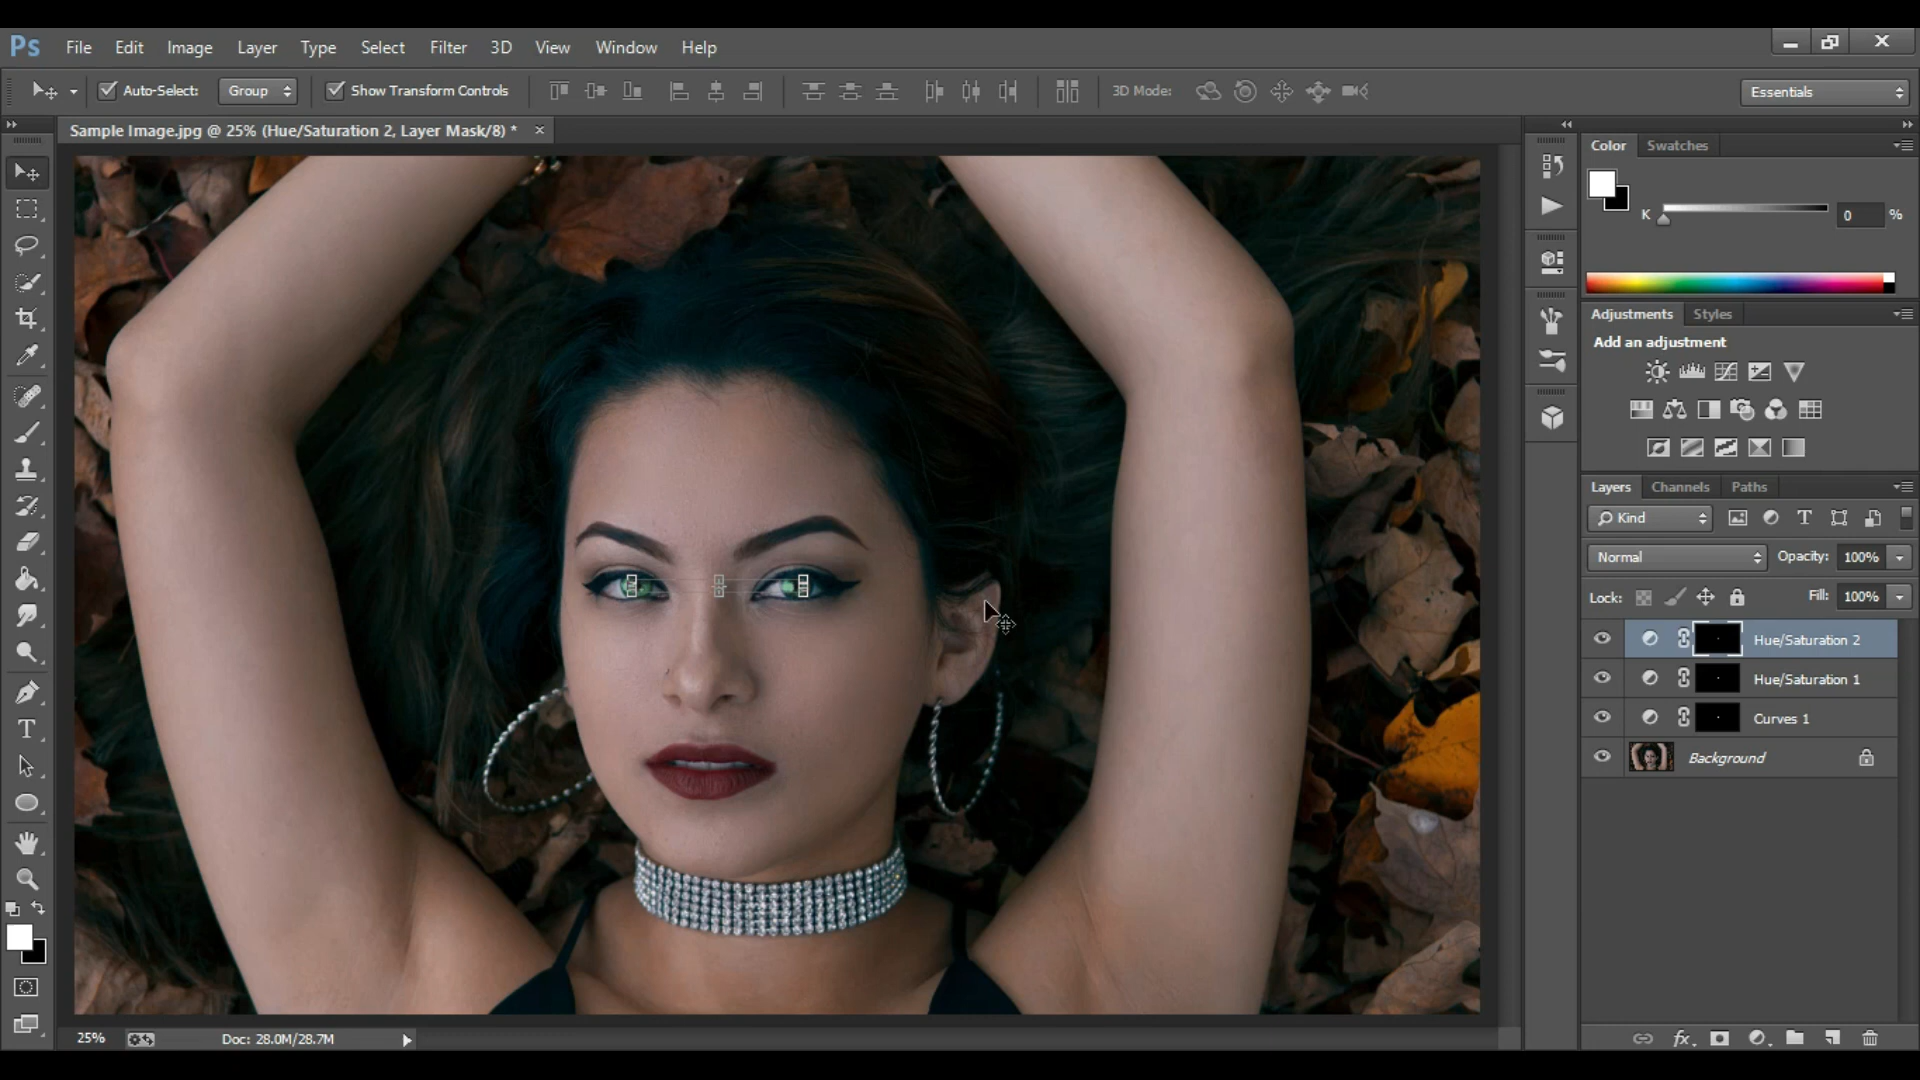 Ps File Edit Image Layer Type Select Filter 3D View Window Help
Auto-Select: Group Show Transform Controls 3D Mode: Essentials
Sample Image.jpg @ 25% (Hue/Saturation 2, Layer Mask/8) *
Color Swatches
K 0 %
Adjustments Styles
Add an adjustment
Layers Channels Paths
Kind
Normal Opacity: 100%
Lock: Fill: 100%
Hue/Saturation 2
Hue/Saturation 1
Curves 1
Background
25% Doc: 28.0M/28.7M
fx